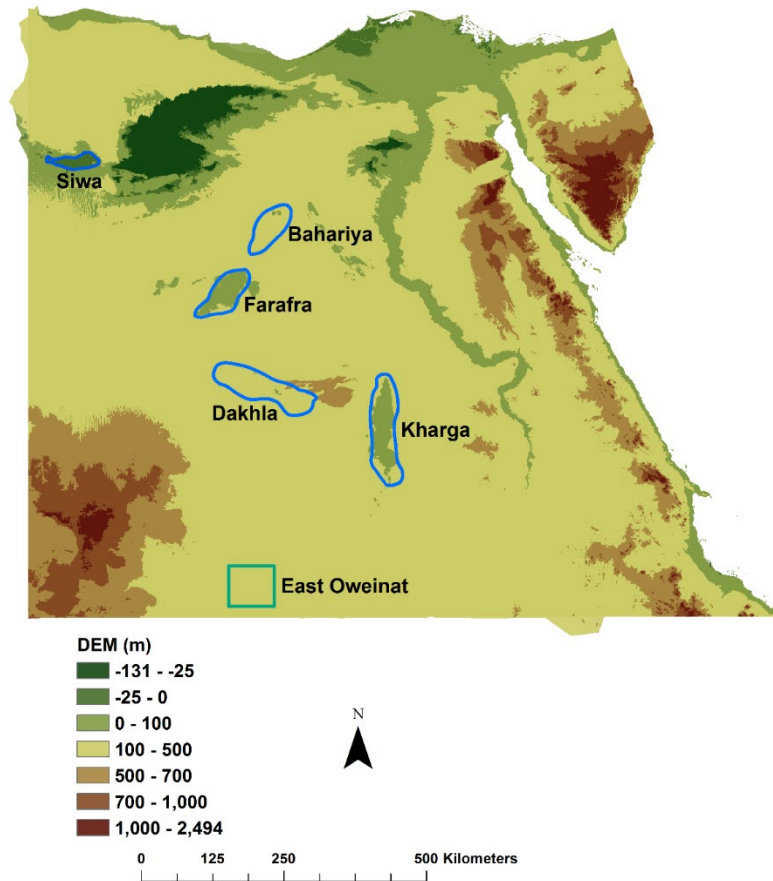 Siwa
Bahariya
Farafra
Dakhla
Kharga
East Oweinat
DEM (m)
-131 - -25
-25 - 0
0 - 100
100 - 500
500 - 700
700 - 1,000
1,000 - 2,494
N
0 125 250 500 Kilometers